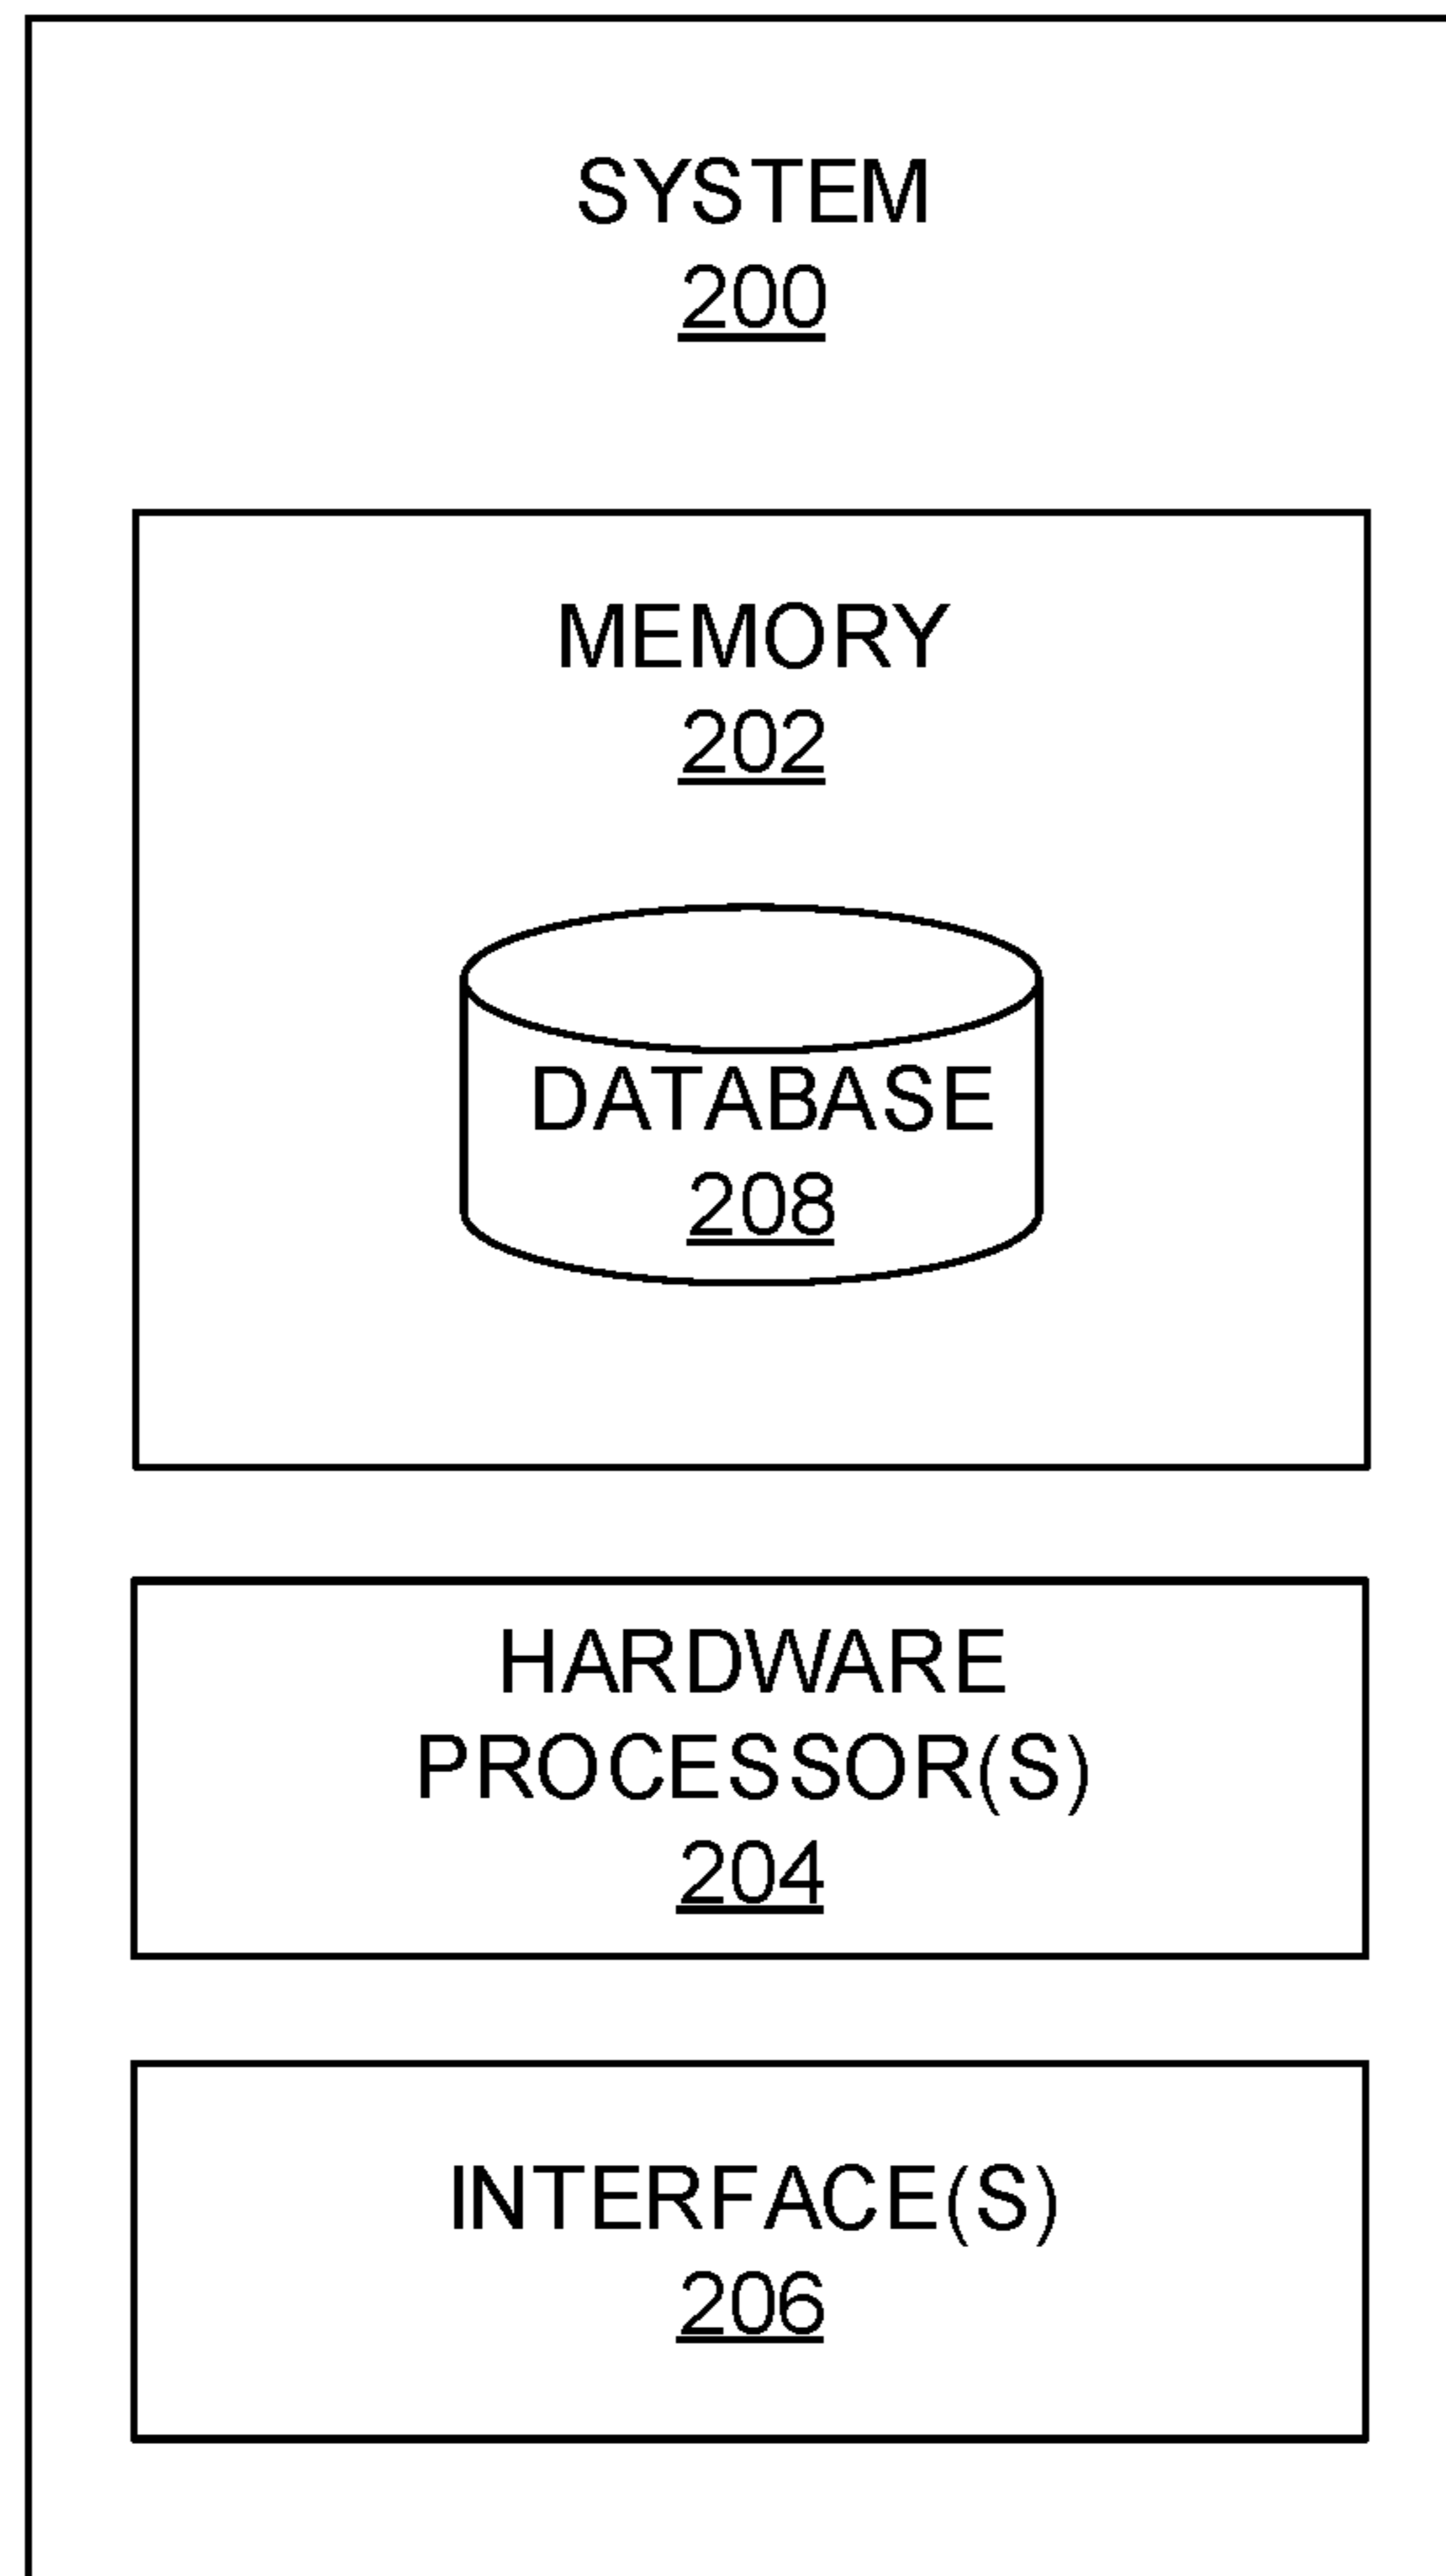 SYSTEM
200
MEMORY
202
DATABASE
208
HARDWARE
PROCESSOR(S)
204
INTERFACE(S)
206